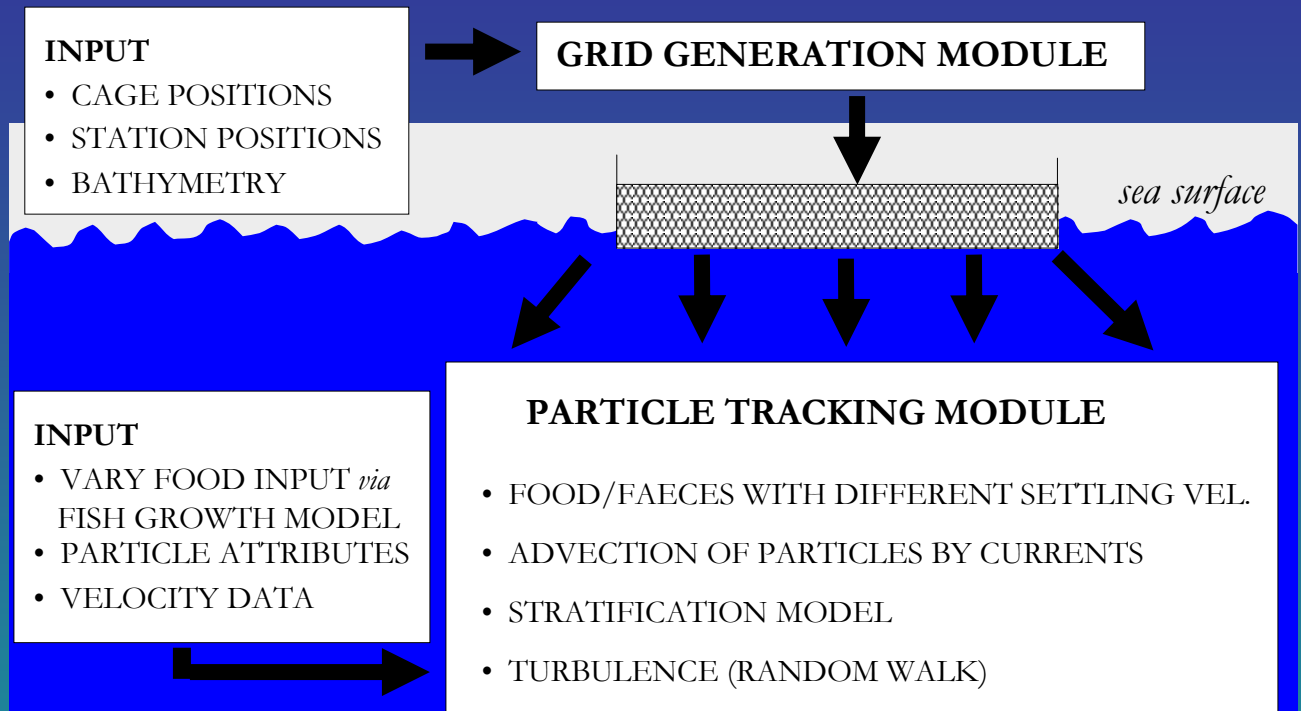 INPUT
• CAGE POSITIONS
• STATION POSITIONS
• BATHYMETRY
GRID GENERATION MODULE
sea surface
INPUT
• VARY FOOD INPUT via
FISH GROWTH MODEL
• PARTICLE ATTRIBUTES
• VELOCITY DATA
PARTICLE TRACKING MODULE
• FOOD/FAECES WITH DIFFERENT SETTLING VEL.
• ADVECTION OF PARTICLES BY CURRENTS
• STRATIFICATION MODEL
• TURBULENCE (RANDOM WALK)